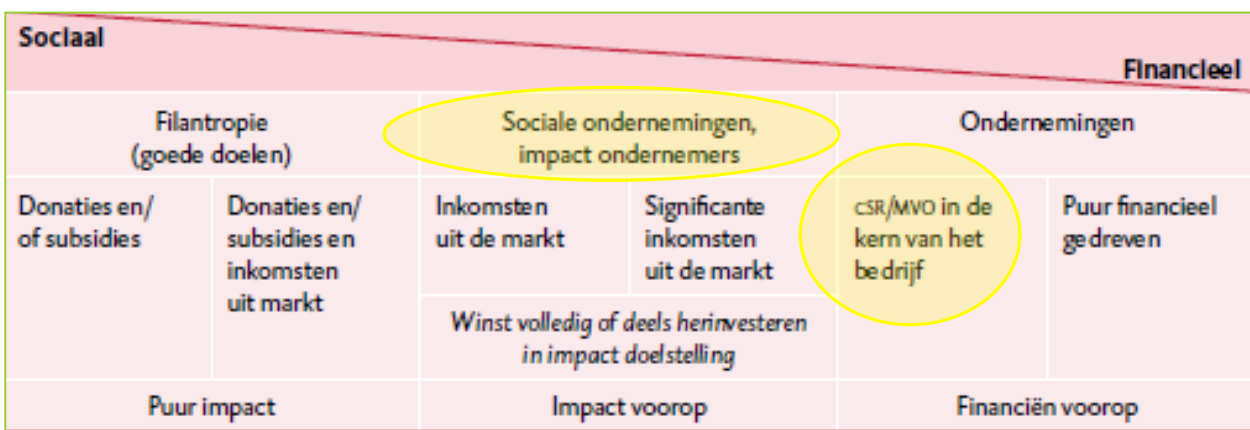 Sociaal
Financieel
Filantropie
(goede doelen)
Sociale ondernemingen,
impact ondernemers
Ondernemingen
Donaties en/
of subsidies
Donaties en/
subsidies en
inkomsten
uit markt
Inkomsten
uit de markt
Significante
inkomsten
uit de markt
CSR/MVO in de
kern van het
bedrijf
Puur financieel
gedreven
Winst volledig of deels herinvesteren
in impact doelstelling
Puur impact
Impact voorop
Financiën voorop